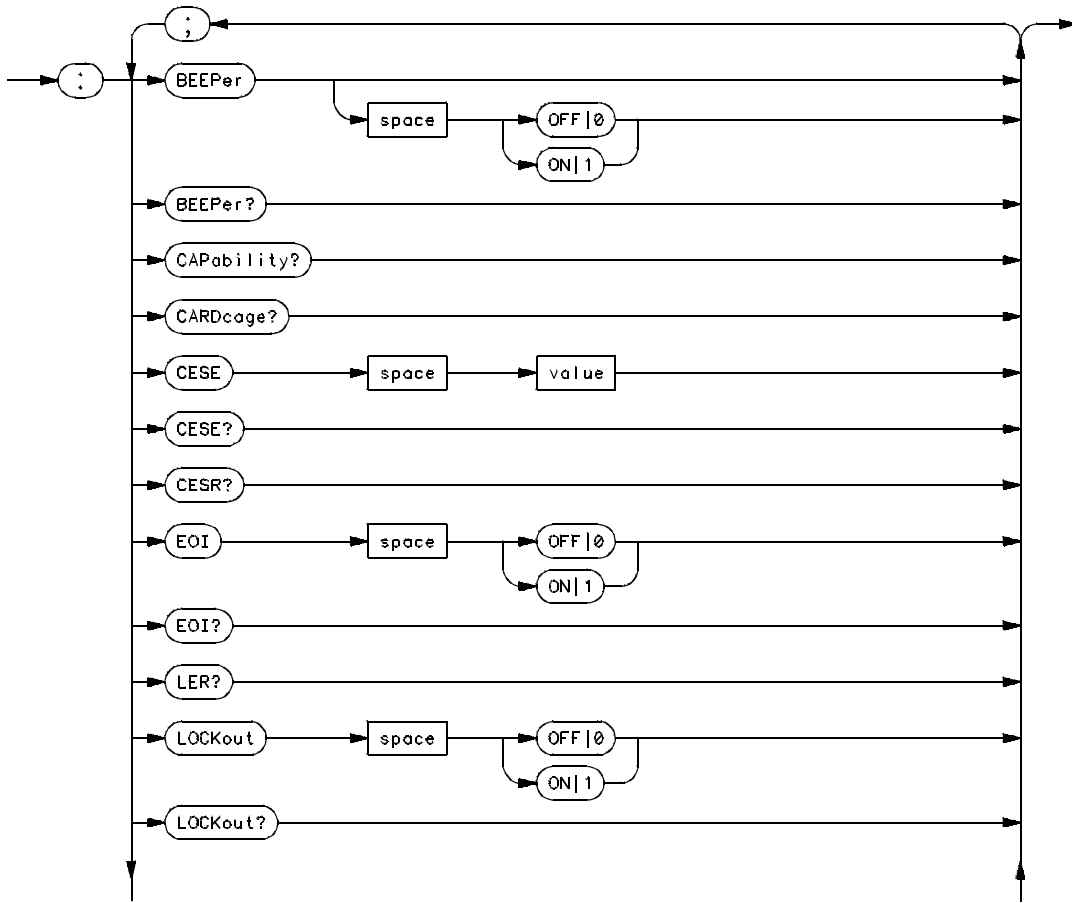 ;
: BEEPer
space OFF|0
ON|1
BEEPer?
CAPability?
CARDcage?
CESE space value
CESE?
CESR?
EOI space OFF|0
ON|1
EOI?
LER?
LOCKout space OFF|0
ON|1
LOCKout?